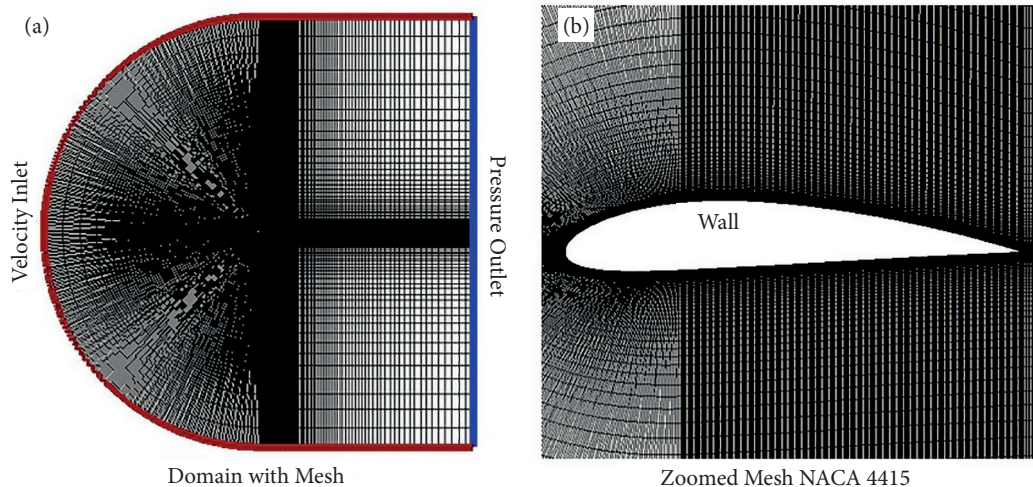 (a)
Velocity Inlet
Pressure Outlet
Domain with Mesh
(b)
Wall
Zoomed Mesh NACA 4415